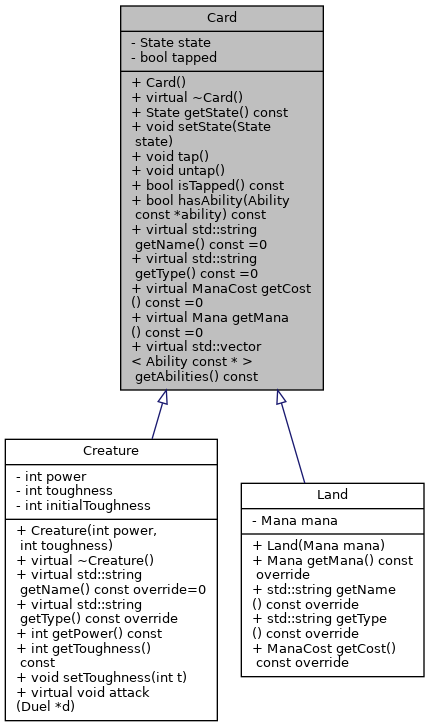 Card
- State state
- bool tapped
+ Card()
+ virtual ~Card()
+ State getState() const
+ void setState(State
state)
+ void tap()
+ void untap()
+ bool isTapped() const
+ bool hasAbility(Ability
const *ability) const
+ virtual std::string
getName() const =0
+ virtual std::string
getType() const =0
+ virtual ManaCost getCost
() const =0
+ virtual Mana getMana
() const =0
+ virtual std::vector
< Ability const * >
getAbilities() const
Creature
- int power
- int toughness
- int initialToughness
+ Creature(int power,
int toughness)
+ virtual ~Creature()
+ virtual std::string
getName() const override=0
+ virtual std::string
getType() const override
+ int getPower() const
+ int getToughness()
const
+ void setToughness(int t)
+ virtual void attack
(Duel *d)
Land
- Mana mana
+ Land(Mana mana)
+ Mana getMana() const
override
+ std::string getName
() const override
+ std::string getType
() const override
+ ManaCost getCost()
const override